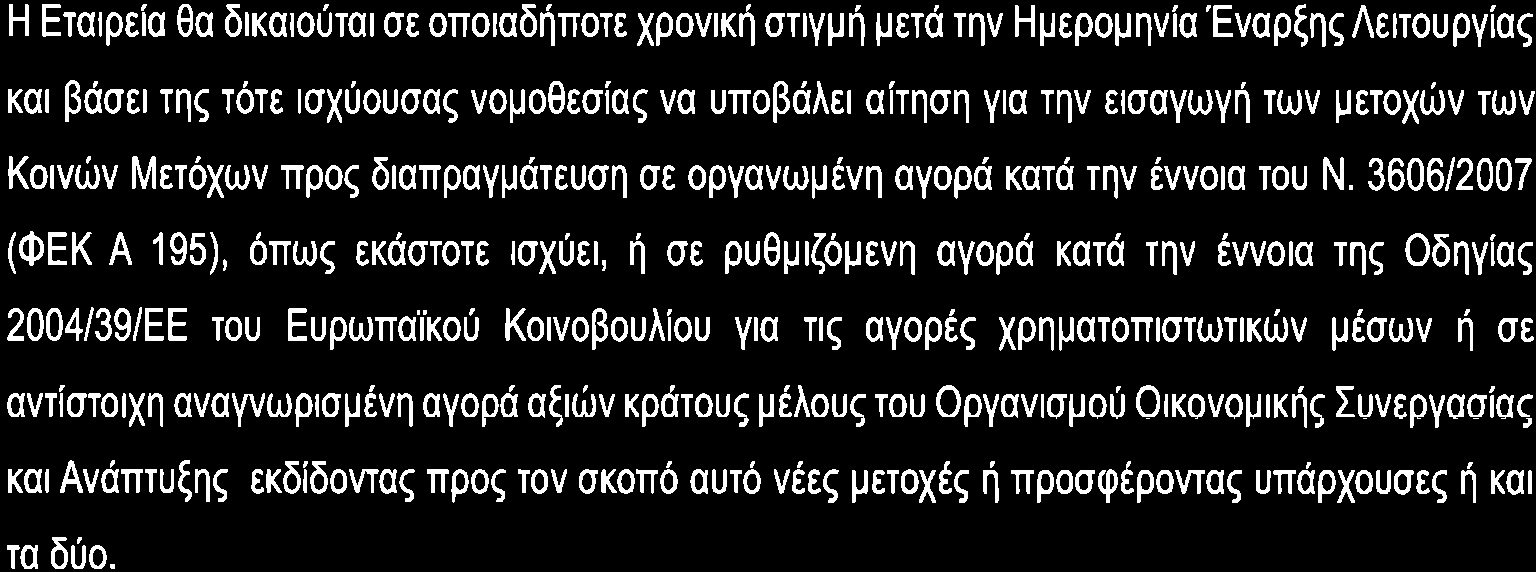 Η Εταιρεία θα δικαιούται σε οποιαδήποτε χρονική στιγμή μετά την Ημερομηνία Έναρξης Λειτουργίας
και βάσει της τότε ισχύουσας νομοθεσίας να υποβάλει αίτηση για την εισαγωγή των μετοχών των
Κοινών Μετόχων προς διαπραγμάτευση σε οργανωμένη αγορά κατά την έννοια του Ν. 3606/2007
(ΦΕΚ Α 195), όπως εκάστοτε ισχύει, ή σε ρυθμιζόμενη αγορά κατά την έννοια της Οδηγίας
2004/39/ΕΕ του Ευρωπαϊκού Κοινοβουλίου για τις αγορές χρηματοπιστωτικών μέσων ή σε
αντίστοιχη αναγνωρισμένη αγορά αξιών κράτους μέλους του Οργανισμού Οικονομικής Συνεργασίας
και Ανάπτυξης εκδίδοντας προς τον σκοπό αυτό νέες μετοχές ή προσφέροντας υπάρχουσες ή και
τα δύο.